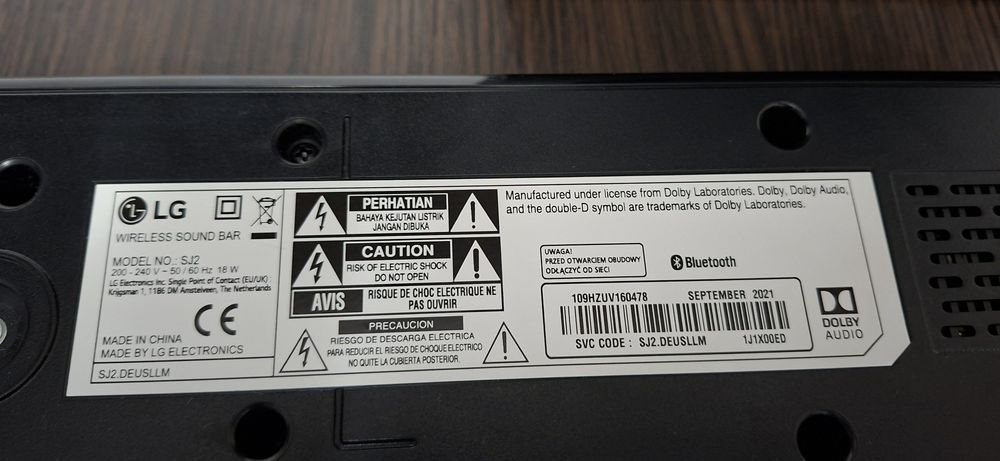 LG
WIRELESS SOUND BAR
MODEL NO.: SJ2
200 - 240 V ~ 50 / 60 Hz 18 W
LG Electronics Inc. Single Point of Contact (EU/UK) :
Krijgsman 1, 1186 DM Amstelveen, The Netherlands
CE
MADE IN CHINA
MADE BY LG ELECTRONICS
SJ2.DEUSLLM
PERHATIAN
BAHAYA KEJUTAN LISTRIK
JANGAN DIBUKA
CAUTION
RISK OF ELECTRIC SHOCK
DO NOT OPEN
AVIS
RISQUE DE CHOC ELECTRIQUE NE
PAS OUVRIR
PRECAUCION
RIESGO DE DESCARGA ELECTRICA
PARA REDUCIR EL RIESGO DE CHOQUE ELECTRICO
NO QUITE LA CUBIERTA POSTERIOR.
Manufactured under license from Dolby Laboratories. Dolby, Dolby Audio,
and the double-D symbol are trademarks of Dolby Laboratories.
UWAGA!
PRZED OTWARCIEM OBUDOWY
ODŁĄCZYĆ OD SIECI
Bluetooth
109HZUV160478 SEPTEMBER 2021
SVC CODE : SJ2.DEUSLLM 1J1X00ED
DOLBY
AUDIO